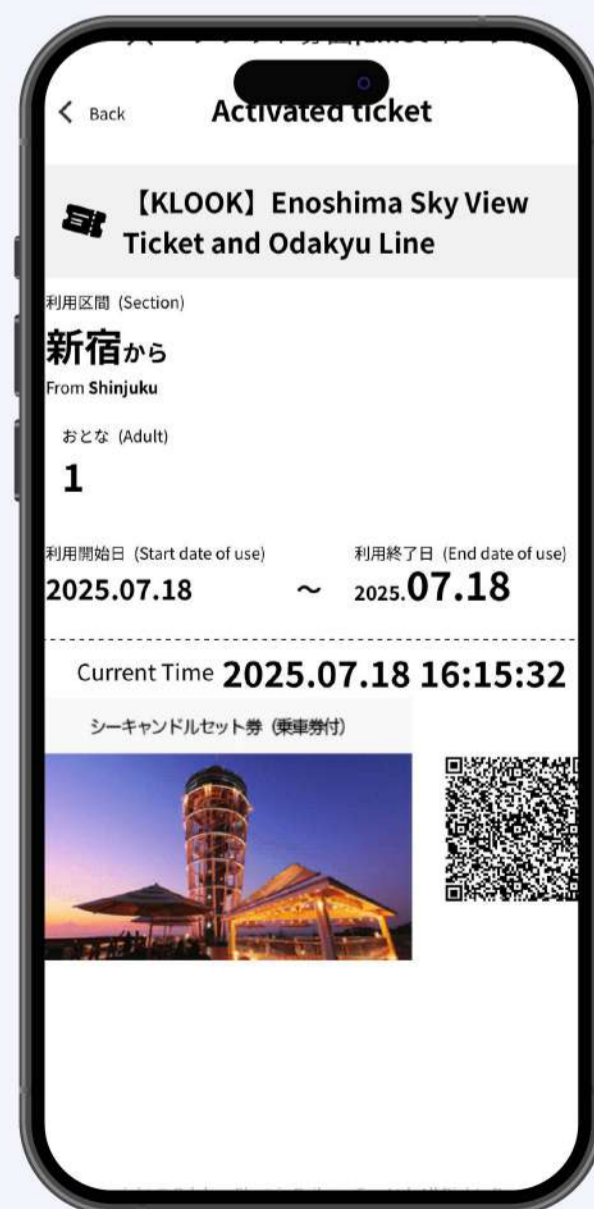 Back
Activated ticket
【KLOOK】Enoshima Sky View
Ticket and Odakyu Line
利用区間 (Section)
新宿から
From Shinjuku
おとな (Adult)
1
利用開始日 (Start date of use) 利用終了日 (End date of use)
2025.07.18 〜 2025.07.18
Current Time 2025.07.18 16:15:32
シーキャンドルセット券（乗車券付）